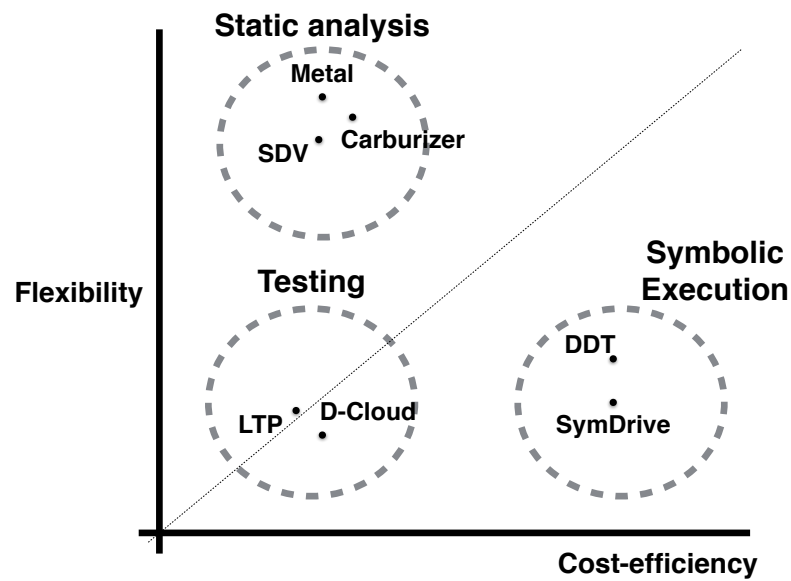 Static analysis
Metal
Carburizer
SDV
Flexibility
Testing
LTP
D-Cloud
Symbolic
Execution
DDT
SymDrive
Cost-efficiency